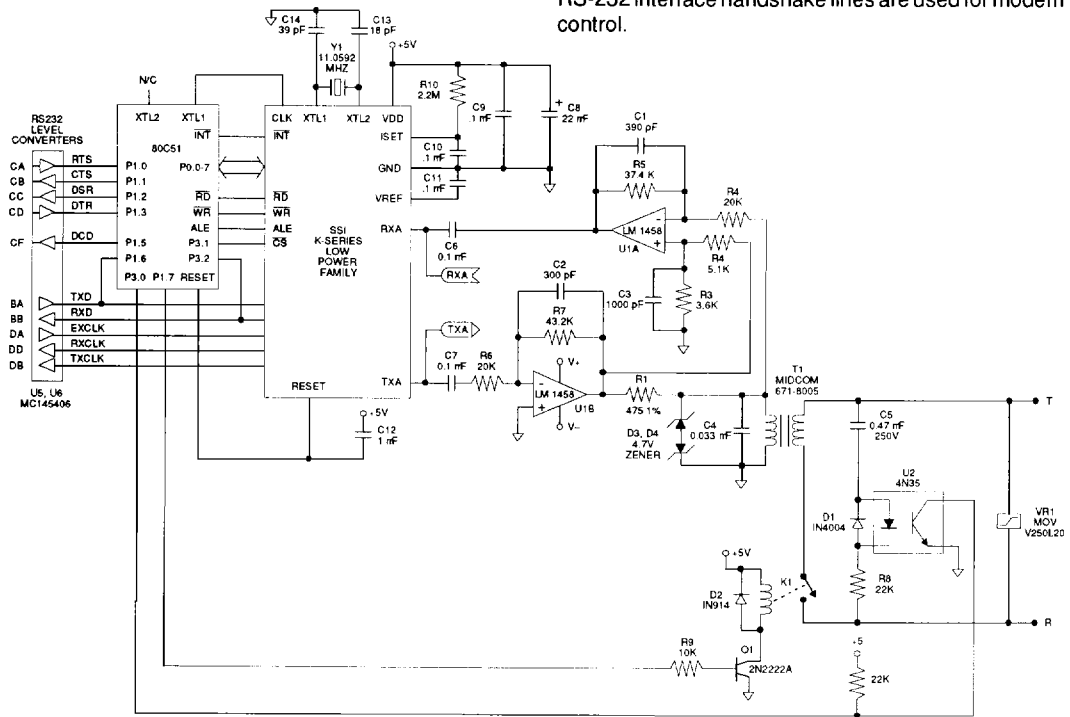 RS-232 interface handshake lines are used for modem
control.
C14
39 pF
C13
18 pF
Y1
11.0592
MHZ
+5V
N/C
R10
2.2M
C9
.1 mF
+
C8
22 mF
XTL2
XTL1
CLK
XTL1
XTL2
VDD
RS232
LEVEL
CONVERTERS
INT
INT
ISET
80C51
C10
.1 mF
C1
390 pF
CA
RTS
P1.0
P0.0-7
GND
CB
CTS
P1.1
C11
.1 mF
R5
37.4 K
CC
DSR
P1.2
RD
RD
VREF
CD
DTR
P1.3
WR
WR
R4
20K
ALE
ALE
RXA
LM 1458
CF
DCD
P1.5
P3.1
CS
SSI
K-SERIES
LOW
POWER
FAMILY
C6
0.1 mF
U1A
R4
5.1K
P1.6
P3.2
RXA
C2
300 pF
P3.0
P1.7
RESET
C3
1000 pF
R3
3.6K
BA
TXD
R7
43.2K
BB
RXD
TXA
DA
EXCLK
C7
0.1 mF
R6
20K
V+
DD
RXCLK
T1
MIDCOM
671-8005
DB
TXCLK
RESET
TXA
LM 1458
U1B
R1
475 1%
T
U5, U6
MC145406
+5V
V–
C12
1 mF
D3, D4
4.7V
ZENER
C4
0.033 mF
C5
0.47 mF
250V
U2
4N35
D1
IN4004
VR1
MOV
V250L20
+5V
K1
R8
22K
D2
IN914
R
R9
10K
Q1
2N2222A
+5
22K